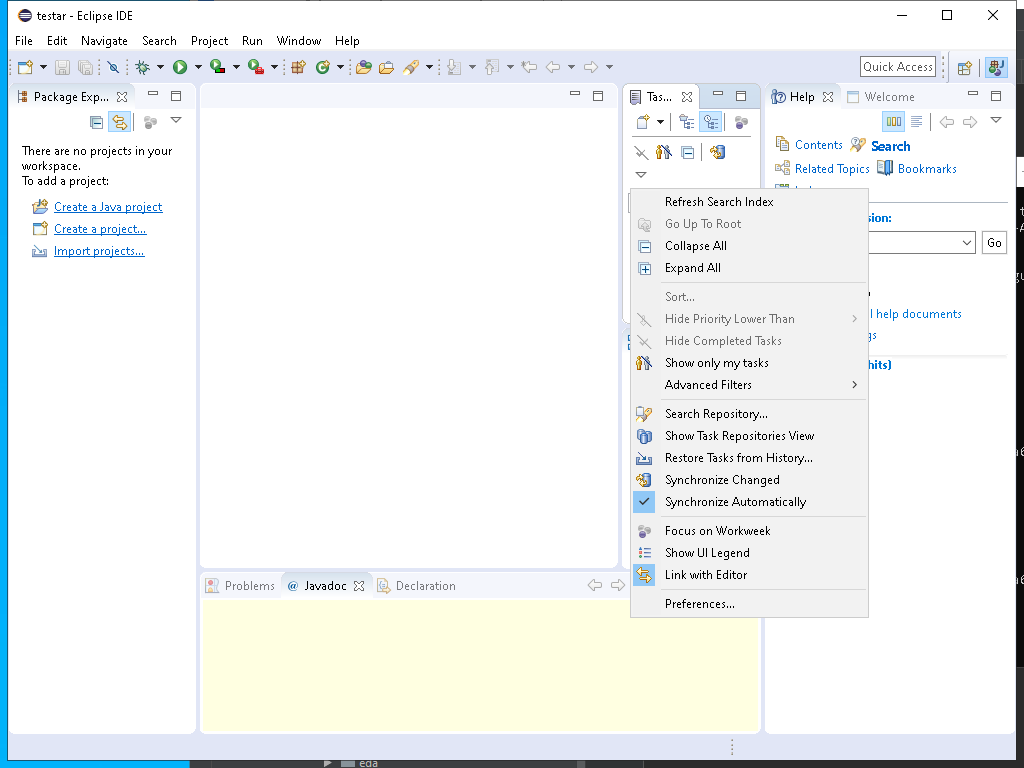 testar - Eclipse IDE
File Edit Navigate Search Project Run Window Help
Quick Access
Package Exp...
There are no projects in your
workspace.
To add a project:
Create a Java project
Create a project...
Import projects...
Tas...
Help
Welcome
Contents
Search
Related Topics
Bookmarks
sion:
Go
l help documents
gs
hits)
Refresh Search Index
Go Up To Root
Collapse All
Expand All
Sort...
Hide Priority Lower Than
Hide Completed Tasks
Show only my tasks
Advanced Filters
Search Repository...
Show Task Repositories View
Restore Tasks from History...
Synchronize Changed
Synchronize Automatically
Focus on Workweek
Show UI Legend
Link with Editor
Preferences...
Problems
@ Javadoc
Declaration
eda